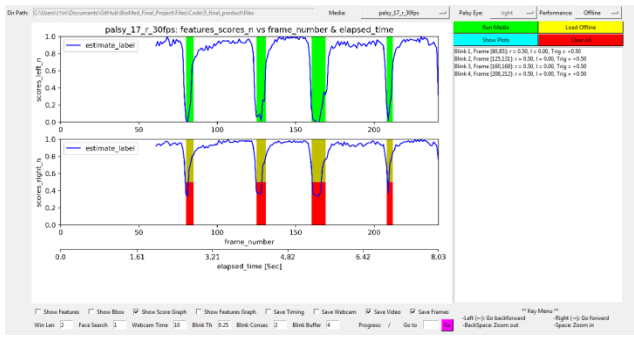 Dir Path: C:\Users\YH\Documents\GitHub\BioMed_Final_Project\Files\Code\5_final_product\files Media: palsy_17_r_30fps Palsy Eye: right Performance: Offline
Run Media Load Offline
Show Plots Clear All
Blink 1, Frame [80,85]: r = 0.50, l = 0.00, Trig = +0.50
Blink 2, Frame [125,131]: r = 0.50, l = 0.00, Trig = +0.50
Blink 3, Frame [160,169]: r = 0.50, l = 0.00, Trig = +0.50
Blink 4, Frame [208,212]: r = 0.50, l = 0.00, Trig = +0.50
palsy_17_r_30fps: features_scores_n vs frame_number & elapsed_time
estimate_label
scores_left_n
1.0
0.8
0.6
0.4
0.2
0.0
0 50 100 150 200
estimate_label
scores_right_n
1.0
0.8
0.6
0.4
0.2
0.0
0 50 100 150 200
frame_number
0.0 1.61 3.21 4.82 6.42 8.03
elapsed_time [Sec]
Show Features Show Bbox Show Score Graph Show Features Graph Save Timing Save Webcam Save Video Save Frames
Win Len 2 Face Search 1 Webcam Time 10 Blink Th 0.25 Blink Consec 2 Blink Buffer 4 Progress: / Go to
** Key Menu **
-Left (←): Go backforward -Right (→): Go forward
-BackSpace: Zoom out -Space: Zoom in